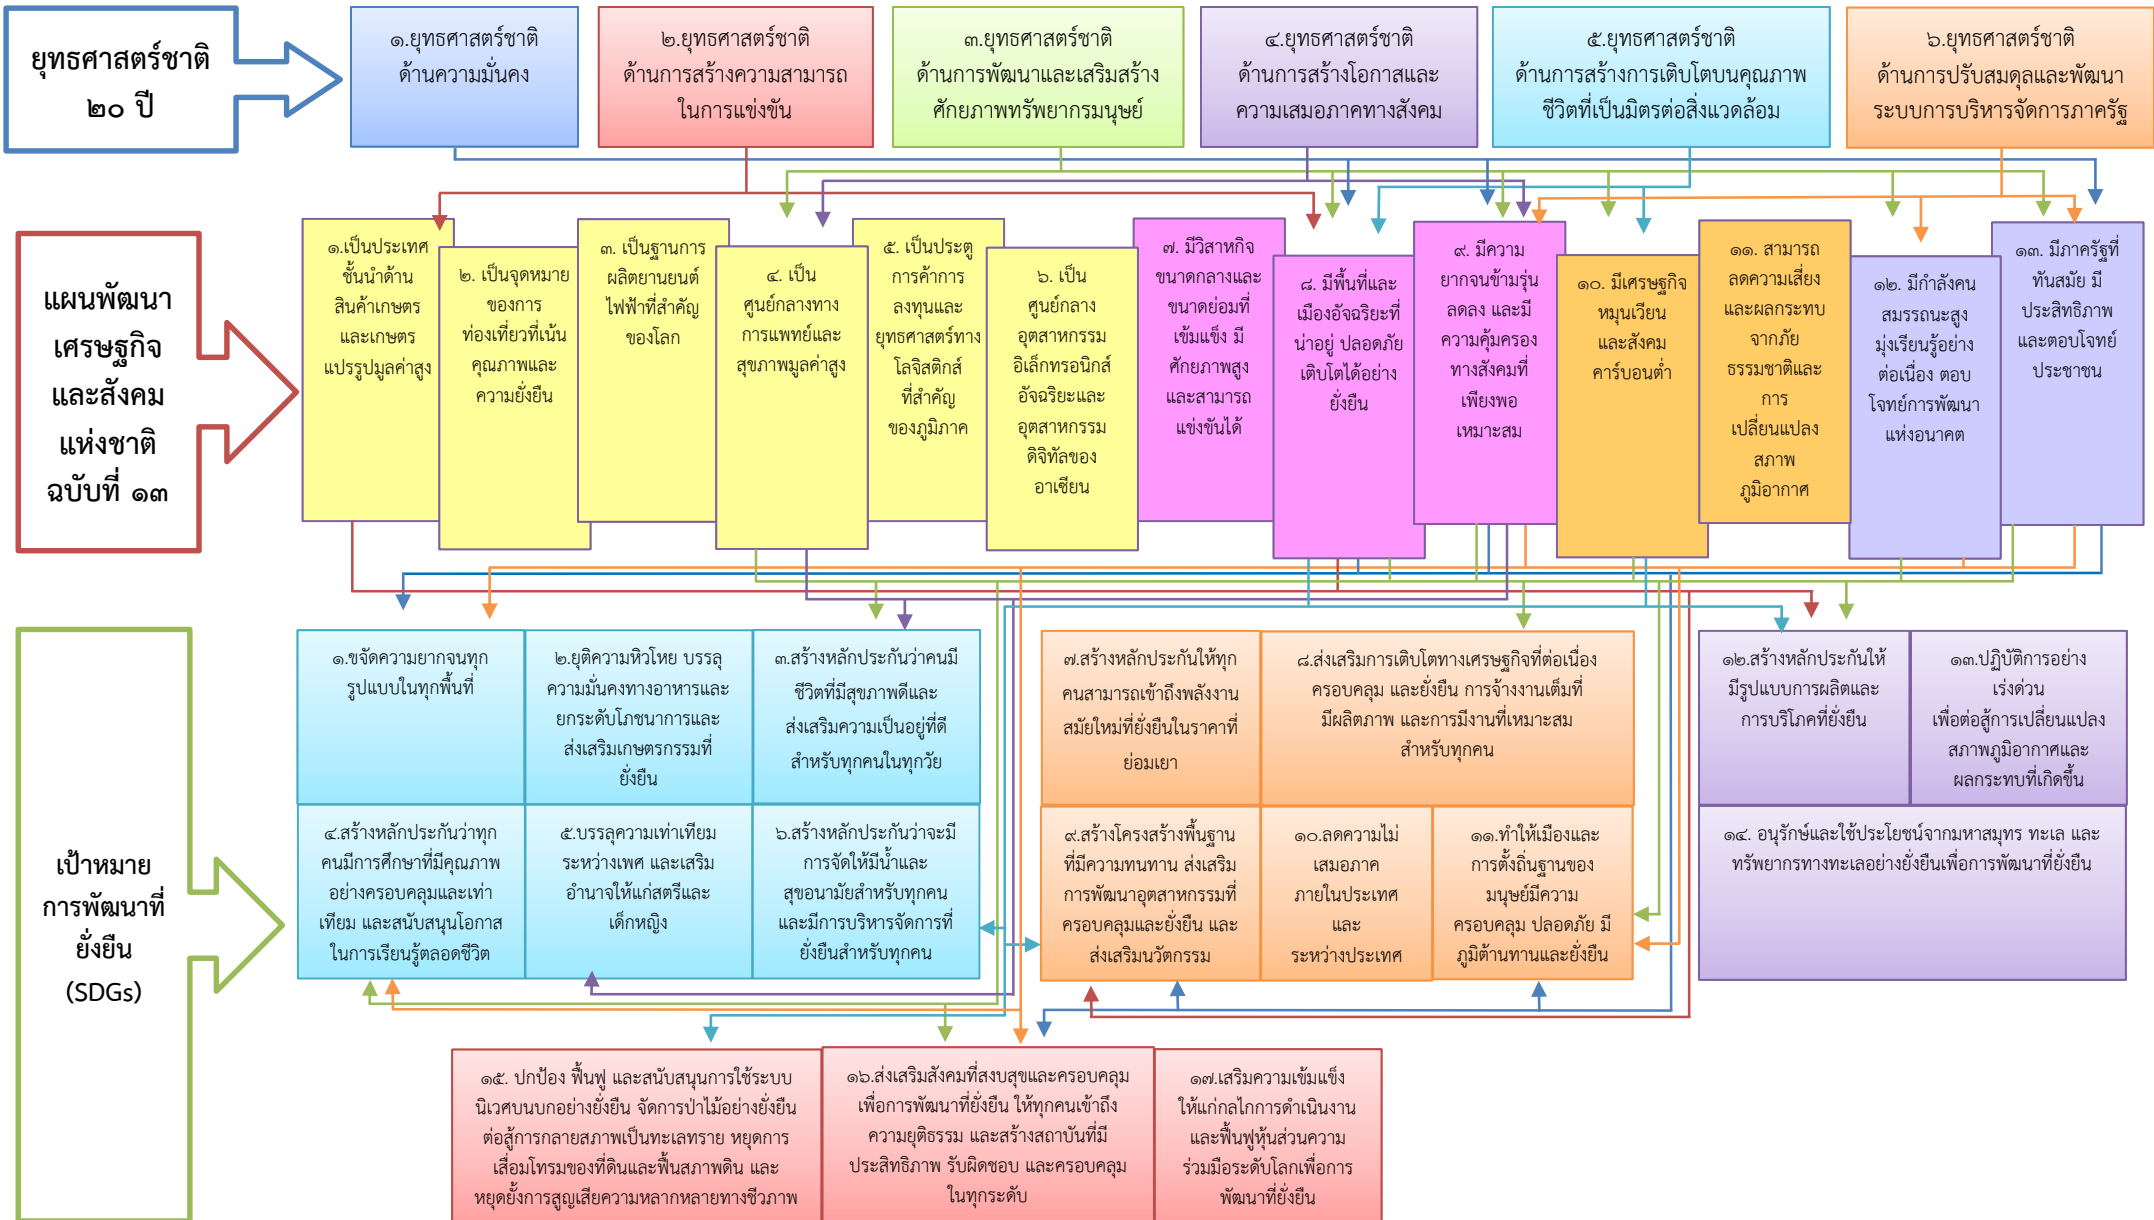 ยุทธศาสตร์ชาติ
๒๐ ปี
๑.ยุทธศาสตร์ชาติ
ด้านความมั่นคง
๒.ยุทธศาสตร์ชาติ
ด้านการสร้างความสามารถ
ในการแข่งขัน
๓.ยุทธศาสตร์ชาติ
ด้านการพัฒนาและเสริมสร้าง
ศักยภาพทรัพยากรมนุษย์
๔.ยุทธศาสตร์ชาติ
ด้านการสร้างโอกาสและ
ความเสมอภาคทางสังคม
๕.ยุทธศาสตร์ชาติ
ด้านการสร้างการเติบโตบนคุณภาพ
ชีวิตที่เป็นมิตรต่อสิ่งแวดล้อม
๖.ยุทธศาสตร์ชาติ
ด้านการปรับสมดุลและพัฒนา
ระบบการบริหารจัดการภาครัฐ
แผนพัฒนา
เศรษฐกิจ
และสังคม
แห่งชาติ
ฉบับที่ ๑๓
๑.เป็นประเทศ
ชั้นนำด้าน
สินค้าเกษตร
และเกษตร
แปรรูปมูลค่าสูง
๒. เป็นจุดหมาย
ของการ
ท่องเที่ยวที่เน้น
คุณภาพและ
ความยั่งยืน
๓. เป็นฐานการ
ผลิตยานยนต์
ไฟฟ้าที่สำคัญ
ของโลก
๔. เป็น
ศูนย์กลางทาง
การแพทย์และ
สุขภาพมูลค่าสูง
๕. เป็นประตู
การค้าการ
ลงทุนและ
ยุทธศาสตร์ทาง
โลจิสติกส์
ที่สำคัญ
ของภูมิภาค
๖. เป็น
ศูนย์กลาง
อุตสาหกรรม
อิเล็กทรอนิกส์
อัจฉริยะและ
อุตสาหกรรม
ดิจิทัลของ
อาเซียน
๗. มีวิสาหกิจ
ขนาดกลางและ
ขนาดย่อมที่
เข้มแข็ง มี
ศักยภาพสูง
และสามารถ
แข่งขันได้
๘. มีพื้นที่และ
เมืองอัจฉริยะที่
น่าอยู่ ปลอดภัย
เติบโตได้อย่าง
ยั่งยืน
๙. มีความ
ยากจนข้ามรุ่น
ลดลง และมี
ความคุ้มครอง
ทางสังคมที่
เพียงพอ
เหมาะสม
๑๐. มีเศรษฐกิจ
หมุนเวียน
และสังคม
คาร์บอนต่ำ
๑๑. สามารถ
ลดความเสี่ยง
และผลกระทบ
จากภัย
ธรรมชาติและ
การ
เปลี่ยนแปลง
สภาพ
ภูมิอากาศ
๑๒. มีกำลังคน
สมรรถนะสูง
มุ่งเรียนรู้อย่าง
ต่อเนื่อง ตอบ
โจทย์การพัฒนา
แห่งอนาคต
๑๓. มีภาครัฐที่
ทันสมัย มี
ประสิทธิภาพ
และตอบโจทย์
ประชาชน
เป้าหมาย
การพัฒนาที่
ยั่งยืน
(SDGs)
๑.ขจัดความยากจนทุก
รูปแบบในทุกพื้นที่
๒.ยุติความหิวโหย บรรลุ
ความมั่นคงทางอาหารและ
ยกระดับโภชนาการและ
ส่งเสริมเกษตรกรรมที่
ยั่งยืน
๓.สร้างหลักประกันว่าคนมี
ชีวิตที่มีสุขภาพดีและ
ส่งเสริมความเป็นอยู่ที่ดี
สำหรับทุกคนในทุกวัย
๔.สร้างหลักประกันว่าทุก
คนมีการศึกษาที่มีคุณภาพ
อย่างครอบคลุมและเท่า
เทียม และสนับสนุนโอกาส
ในการเรียนรู้ตลอดชีวิต
๕.บรรลุความเท่าเทียม
ระหว่างเพศ และเสริม
อำนาจให้แก่สตรีและ
เด็กหญิง
๖.สร้างหลักประกันว่าจะมี
การจัดให้มีน้ำและ
สุขอนามัยสำหรับทุกคน
และมีการบริหารจัดการที่
ยั่งยืนสำหรับทุกคน
๗.สร้างหลักประกันให้ทุก
คนสามารถเข้าถึงพลังงาน
สมัยใหม่ที่ยั่งยืนในราคาที่
ย่อมเยา
๘.ส่งเสริมการเติบโตทางเศรษฐกิจที่ต่อเนื่อง
ครอบคลุม และยั่งยืน การจ้างงานเต็มที่
มีผลิตภาพ และการมีงานที่เหมาะสม
สำหรับทุกคน
๙.สร้างโครงสร้างพื้นฐาน
ที่มีความทนทาน ส่งเสริม
การพัฒนาอุตสาหกรรมที่
ครอบคลุมและยั่งยืน และ
ส่งเสริมนวัตกรรม
๑๐.ลดความไม่
เสมอภาค
ภายในประเทศ
และ
ระหว่างประเทศ
๑๑.ทำให้เมืองและ
การตั้งถิ่นฐานของ
มนุษย์มีความ
ครอบคลุม ปลอดภัย มี
ภูมิต้านทานและยั่งยืน
๑๒.สร้างหลักประกันให้
มีรูปแบบการผลิตและ
การบริโภคที่ยั่งยืน
๑๓.ปฏิบัติการอย่าง
เร่งด่วน
เพื่อต่อสู้การเปลี่ยนแปลง
สภาพภูมิอากาศและ
ผลกระทบที่เกิดขึ้น
๑๔. อนุรักษ์และใช้ประโยชน์จากมหาสมุทร ทะเล และ
ทรัพยากรทางทะเลอย่างยั่งยืนเพื่อการพัฒนาที่ยั่งยืน
๑๕. ปกป้อง ฟื้นฟู และสนับสนุนการใช้ระบบ
นิเวศบนบกอย่างยั่งยืน จัดการป่าไม้อย่างยั่งยืน
ต่อสู้การกลายสภาพเป็นทะเลทราย หยุดการ
เสื่อมโทรมของที่ดินและฟื้นสภาพดิน และ
หยุดยั้งการสูญเสียความหลากหลายทางชีวภาพ
๑๖.ส่งเสริมสังคมที่สงบสุขและครอบคลุม
เพื่อการพัฒนาที่ยั่งยืน ให้ทุกคนเข้าถึง
ความยุติธรรม และสร้างสถาบันที่มี
ประสิทธิภาพ รับผิดชอบ และครอบคลุม
ในทุกระดับ
๑๗.เสริมความเข้มแข็ง
ให้แก่กลไกการดำเนินงาน
และฟื้นฟูหุ้นส่วนความ
ร่วมมือระดับโลกเพื่อการ
พัฒนาที่ยั่งยืน